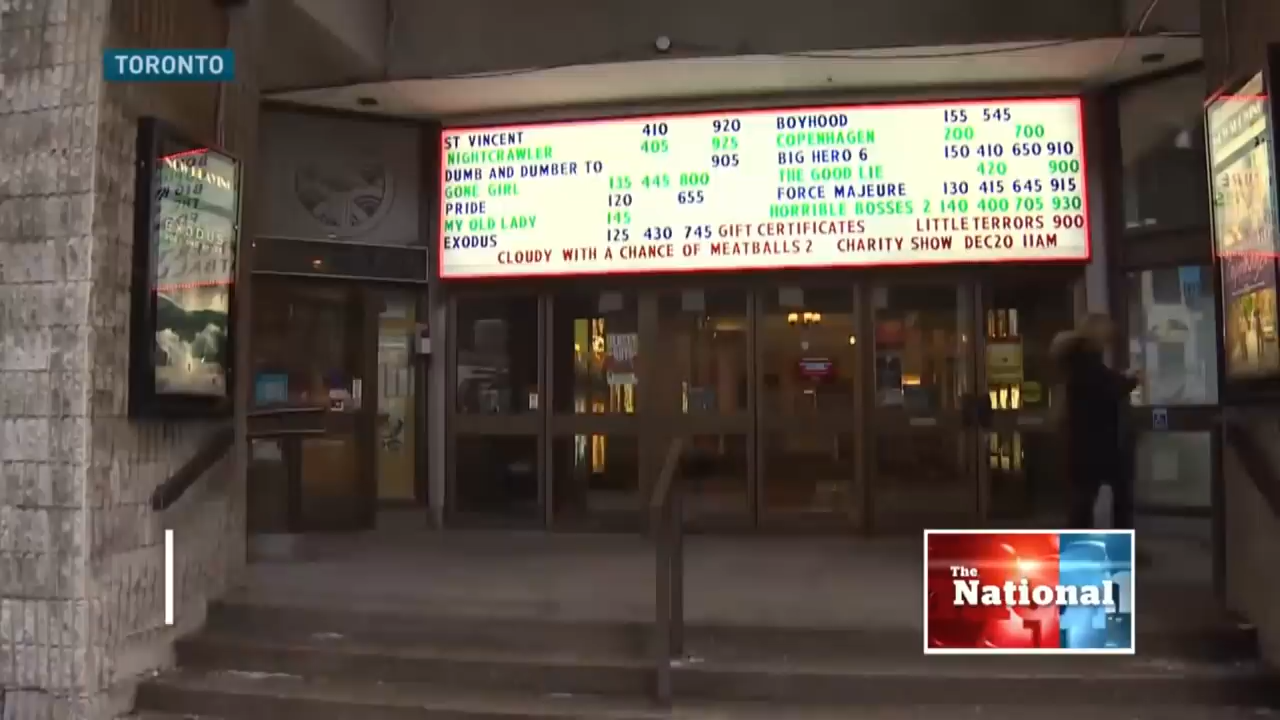 TORONTO
ST VINCENT 410 920
NIGHTCRAWLER 405 925
DUMB AND DUMBER TO 905
GONE GIRL 135 445 800
PRIDE 120 655
MY OLD LADY 145
EXODUS 125 430 745
BOYHOOD 155 545
COPENHAGEN 200 700
BIG HERO 6 150 410 650 910
THE GOOD LIE 420 900
FORCE MAJEURE 130 415 645 915
HORRIBLE BOSSES 2 140 400 705 930
GIFT CERTIFICATES LITTLE TERRORS 900
CLOUDY WITH A CHANCE OF MEATBALLS 2 CHARITY SHOW DEC20 11AM
NOW PLAYING
EXODUS
The
National